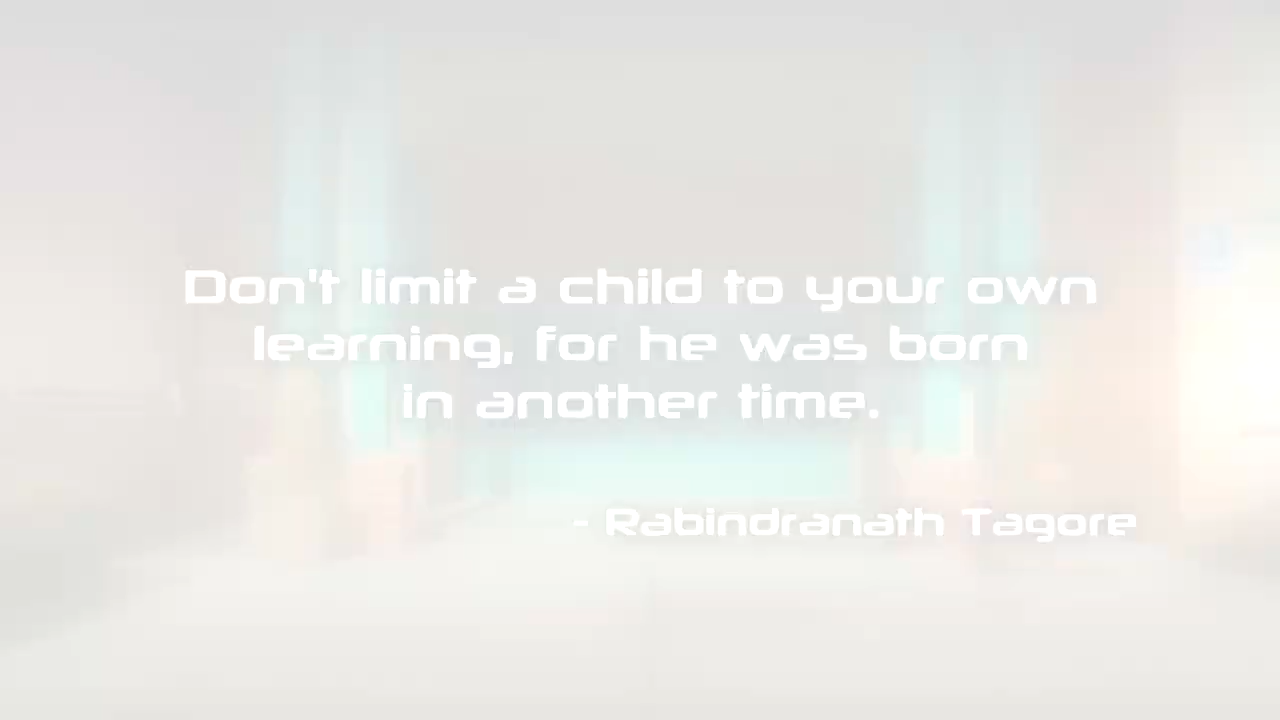 Don't limit a child to your own
learning, for he was born
in another time.
- Rabindranath Tagore